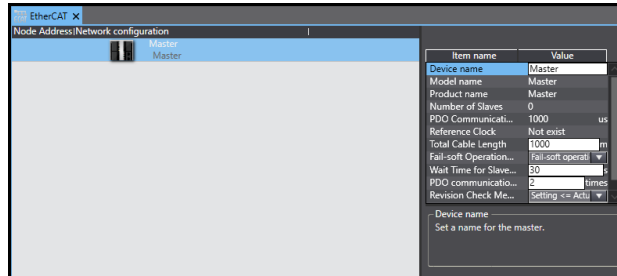 EtherCAT ×
Node Address|Network configuration
Master
Master
Item name Value
Device name Master
Model name Master
Product name Master
Number of Slaves 0
PDO Communicati... 1000 us
Reference Clock Not exist
Total Cable Length 1000 m
Fail-soft Operation... Fail-soft operati
Wait Time for Slave... 30 s
PDO communicatio... 2 times
Revision Check Me... Setting <= Actu
Device name
Set a name for the master.